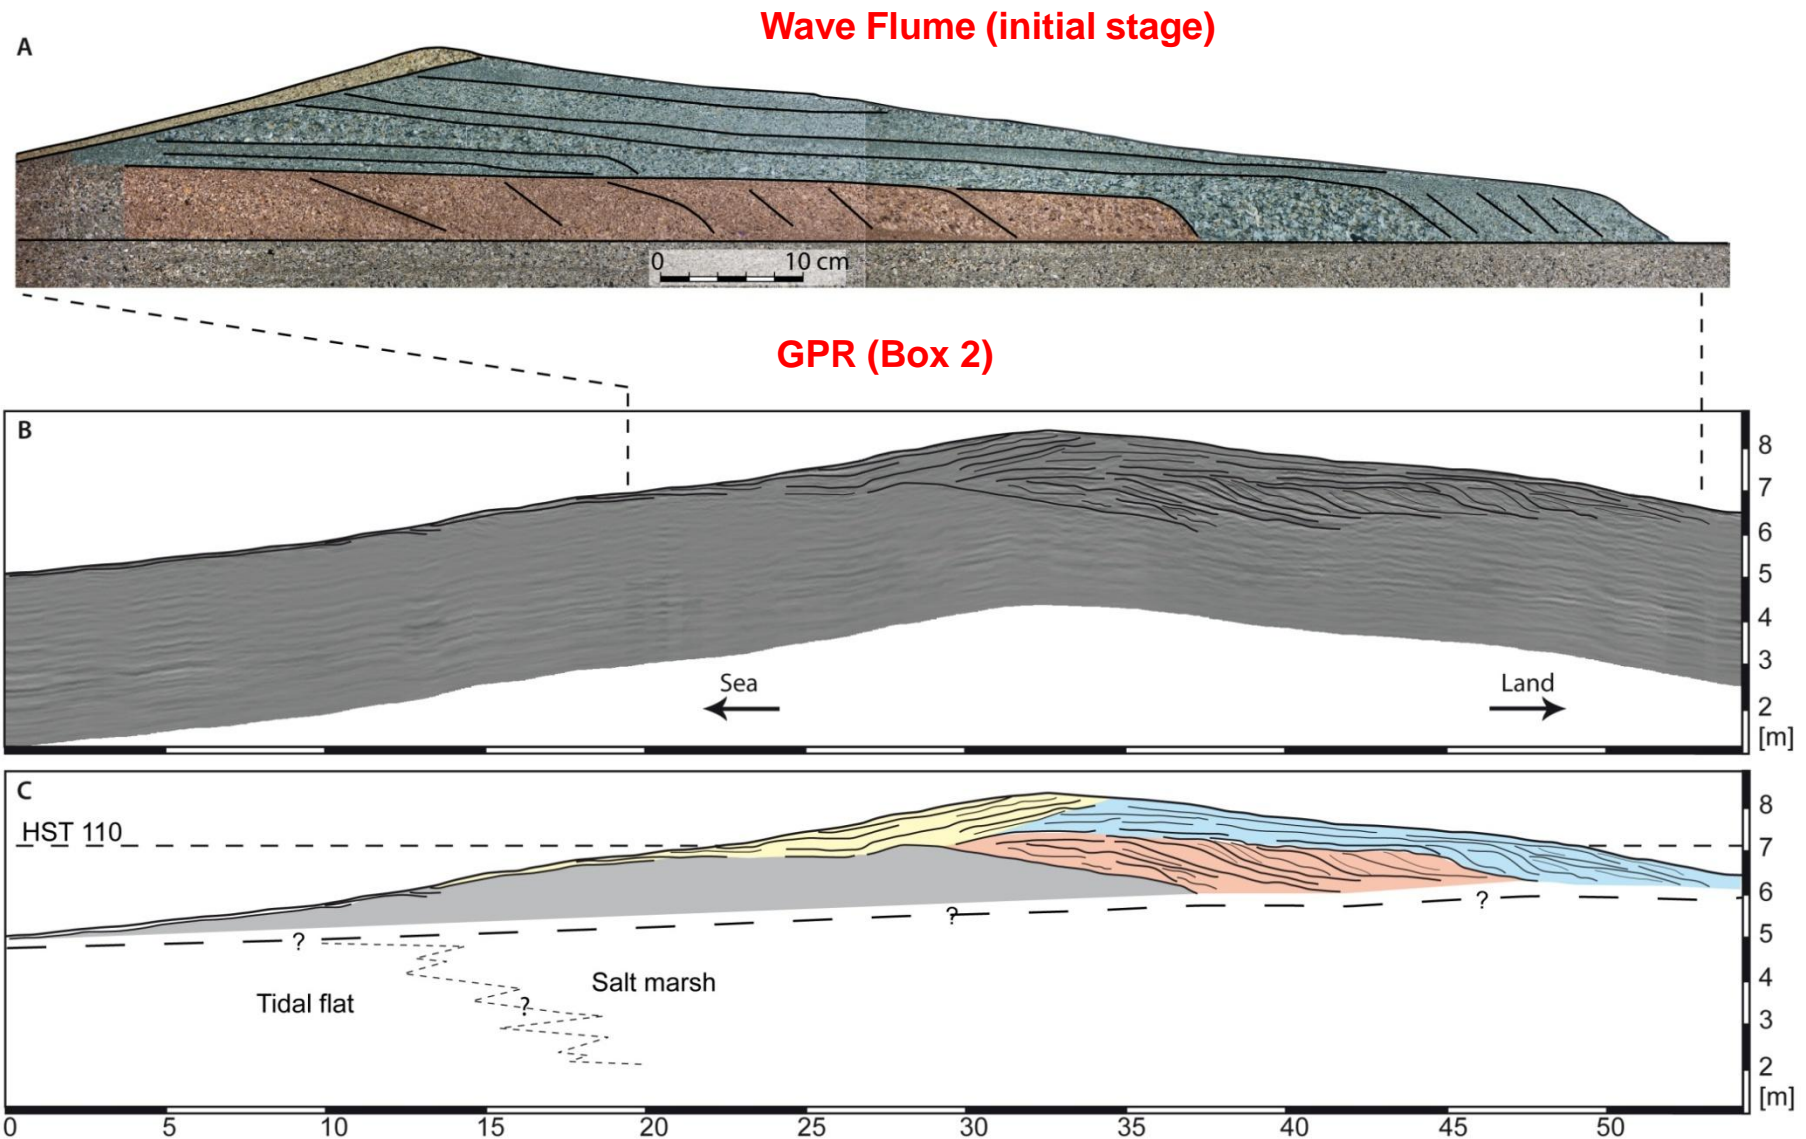 Wave Flume (initial stage)
A
0 10 cm
GPR (Box 2)
B
8
7
6
5
4
3
2
[m]
Sea
Land
C
HST 110
8
7
6
5
4
3
2
[m]
?
?
?
?
Salt marsh
Tidal flat
0 5 10 15 20 25 30 35 40 45 50